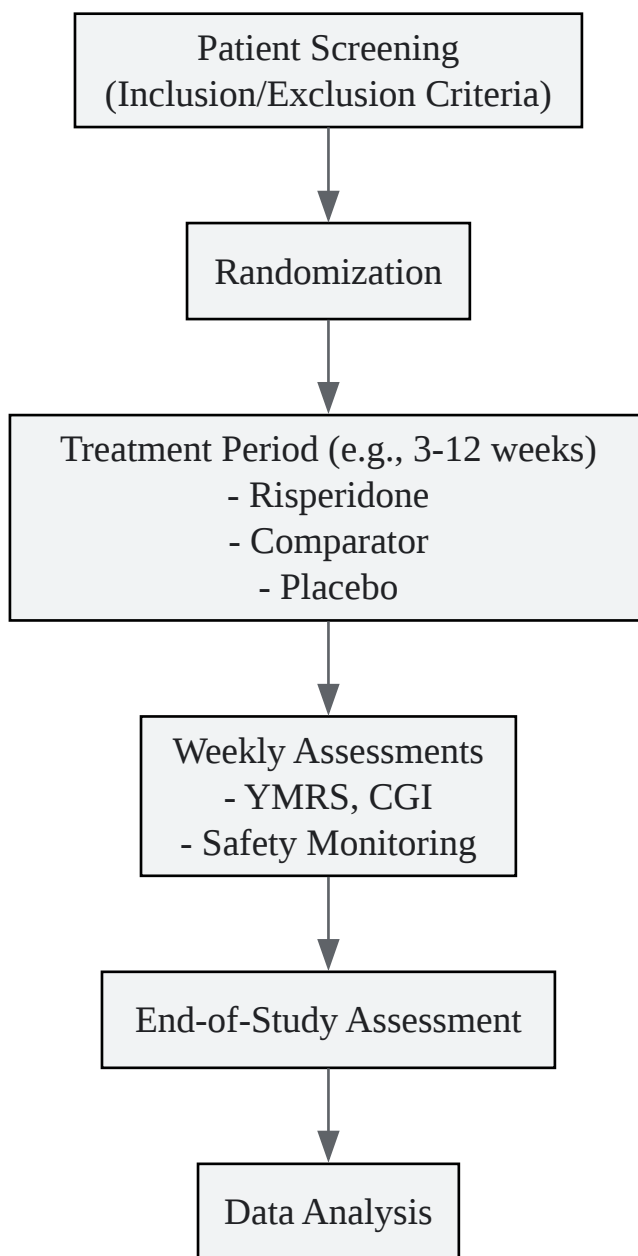 Patient Screening
(Inclusion/Exclusion Criteria)
Randomization
Treatment Period (e.g., 3-12 weeks)
- Risperidone
- Comparator
- Placebo
Weekly Assessments
- YMRS, CGI
- Safety Monitoring
End-of-Study Assessment
Data Analysis